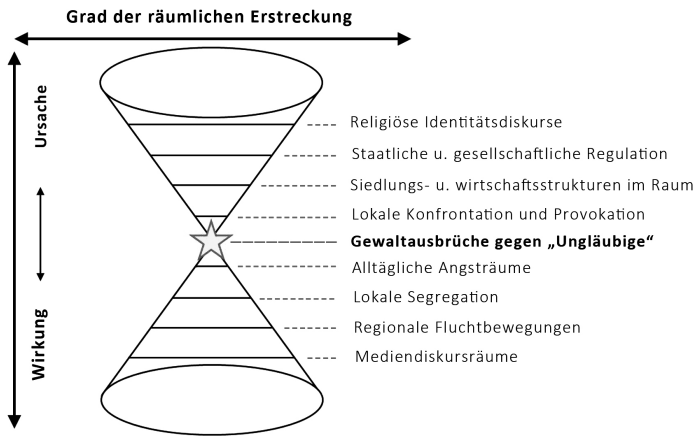 Grad der räumlichen Erstreckung
Ursache
Religiöse Identitätsdiskurse
Staatliche u. gesellschaftliche Regulation
Siedlungs- u. wirtschaftsstrukturen im Raum
Lokale Konfrontation und Provokation
Gewaltausbrüche gegen „Ungläubige“
Alltägliche Angsträume
Lokale Segregation
Regionale Fluchtbewegungen
Mediendiskursräume
Wirkung